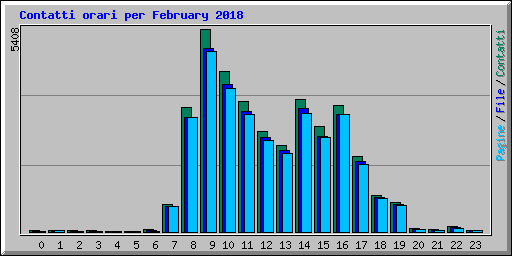 Contatti orari per February 2018
5408
Pagine / File / Contatti
0 1 2 3 4 5 6 7 8 9 10 11 12 13 14 15 16 17 18 19 20 21 22 23